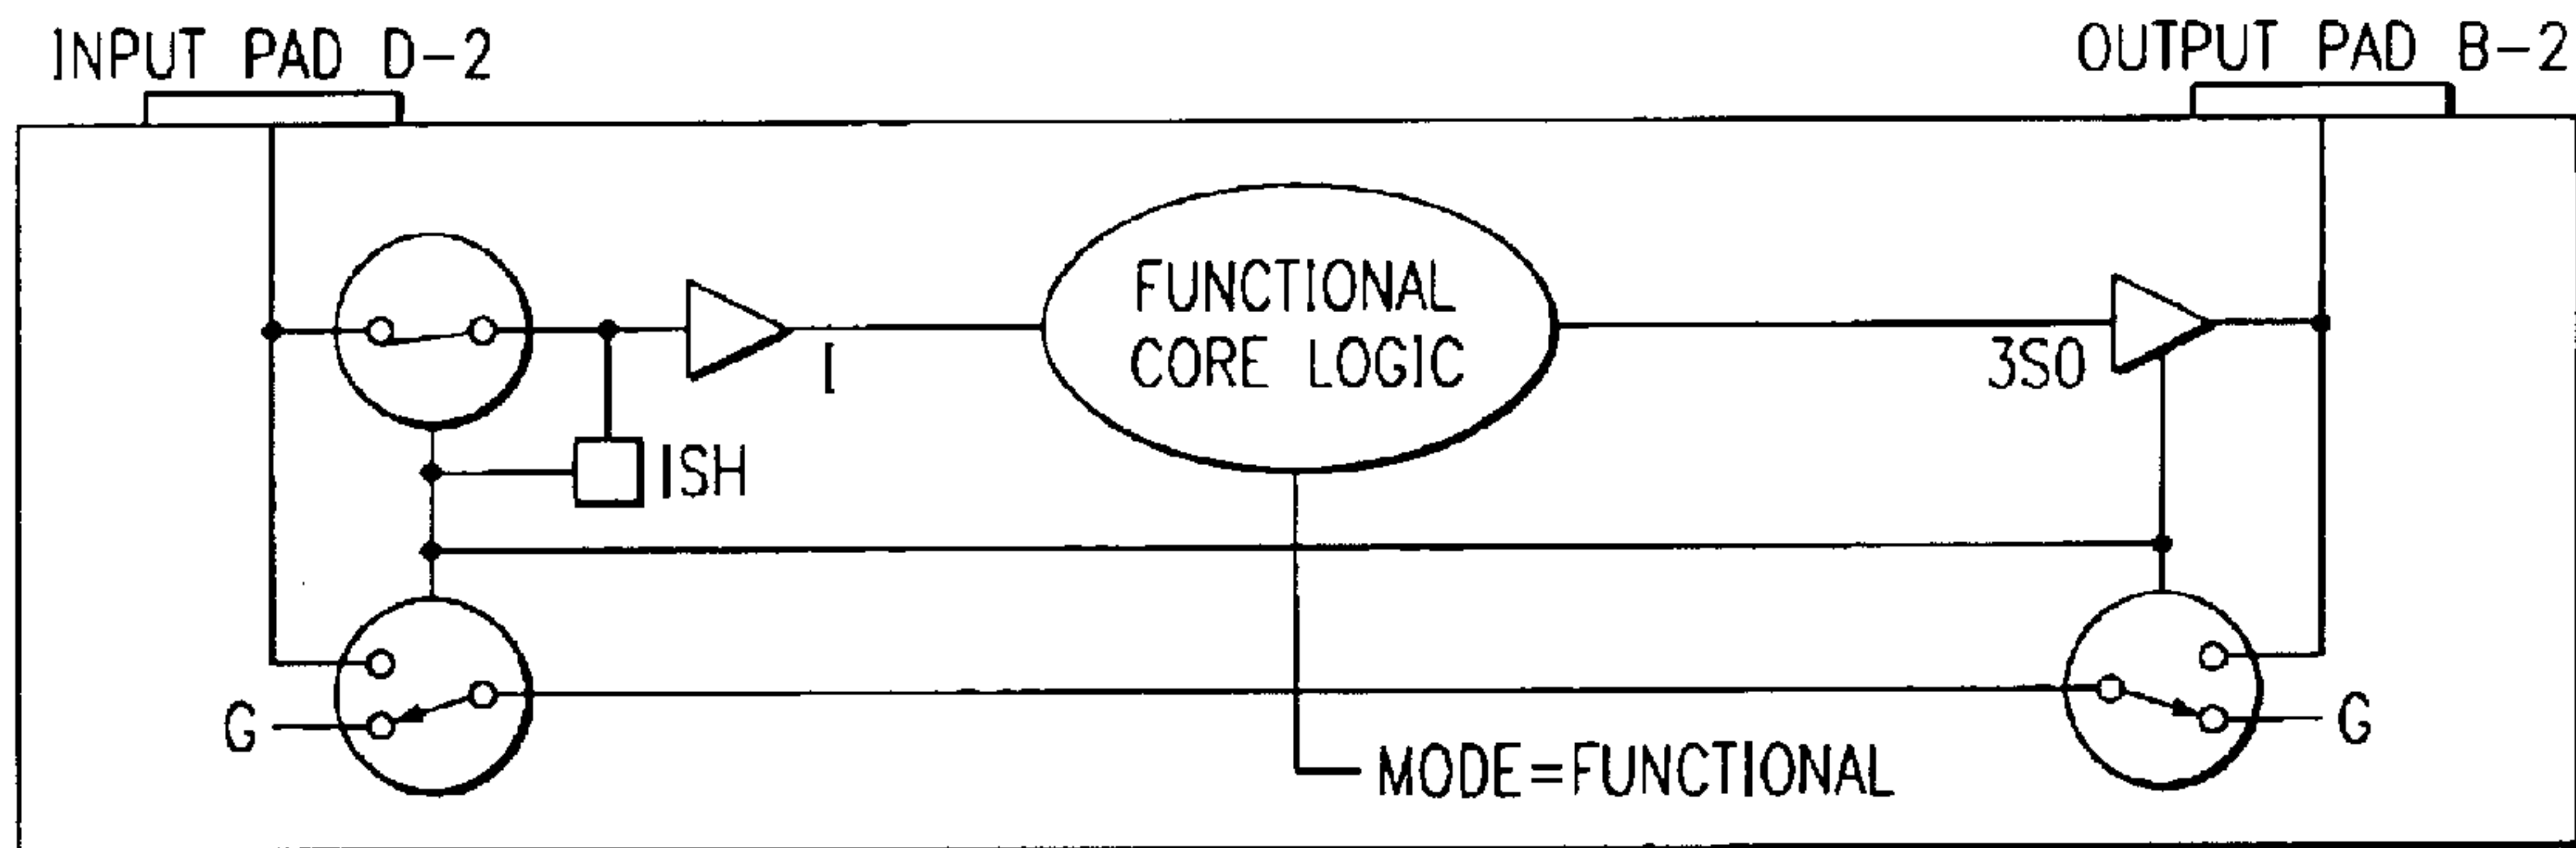 INPUT PAD D-2
OUTPUT PAD B-2
FUNCTIONAL
CORE LOGIC
I
3SO
ISH
G
G
MODE=FUNCTIONAL